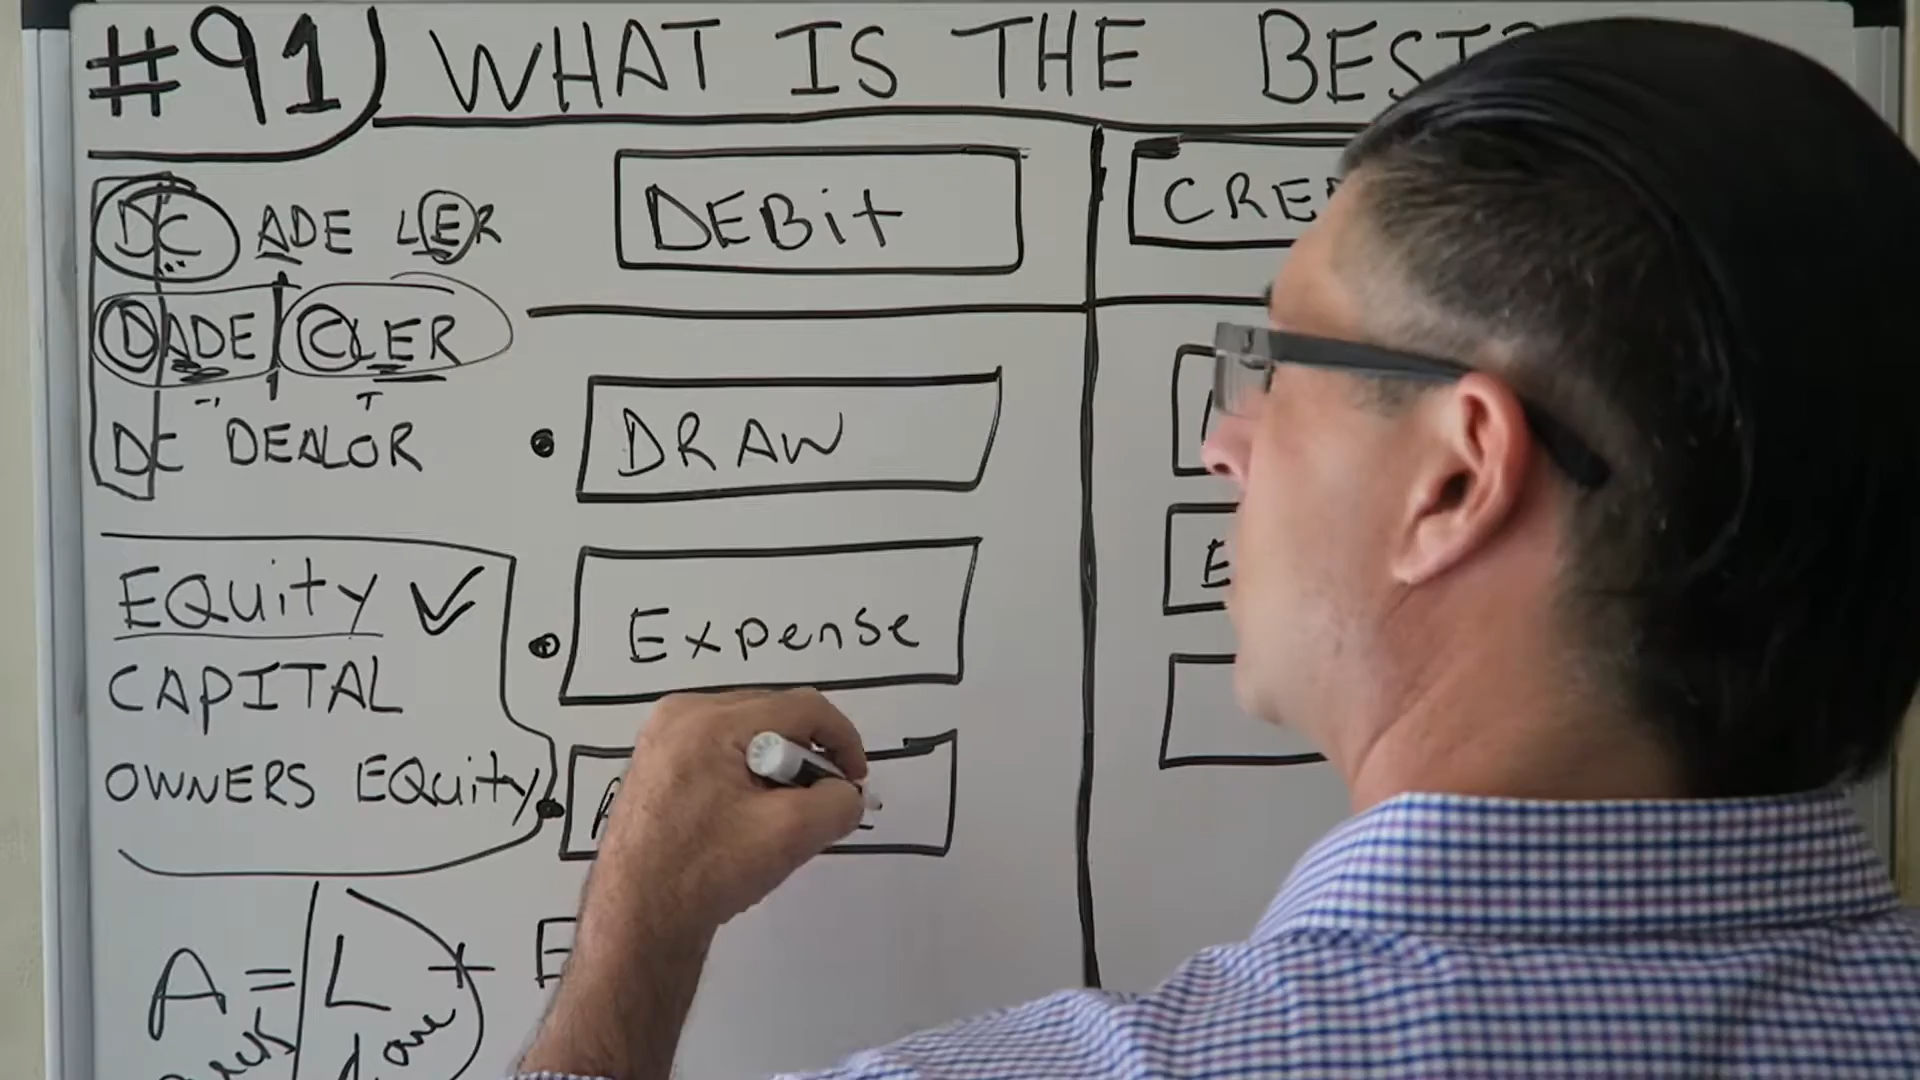 #91) WHAT IS THE BEST
DC ADE LER
DADE CLER
DC DEALOR
EQUity
CAPITAL
OWNERS EQUity
A = L + E
DEBit
DRAW
Expense
CRE
E